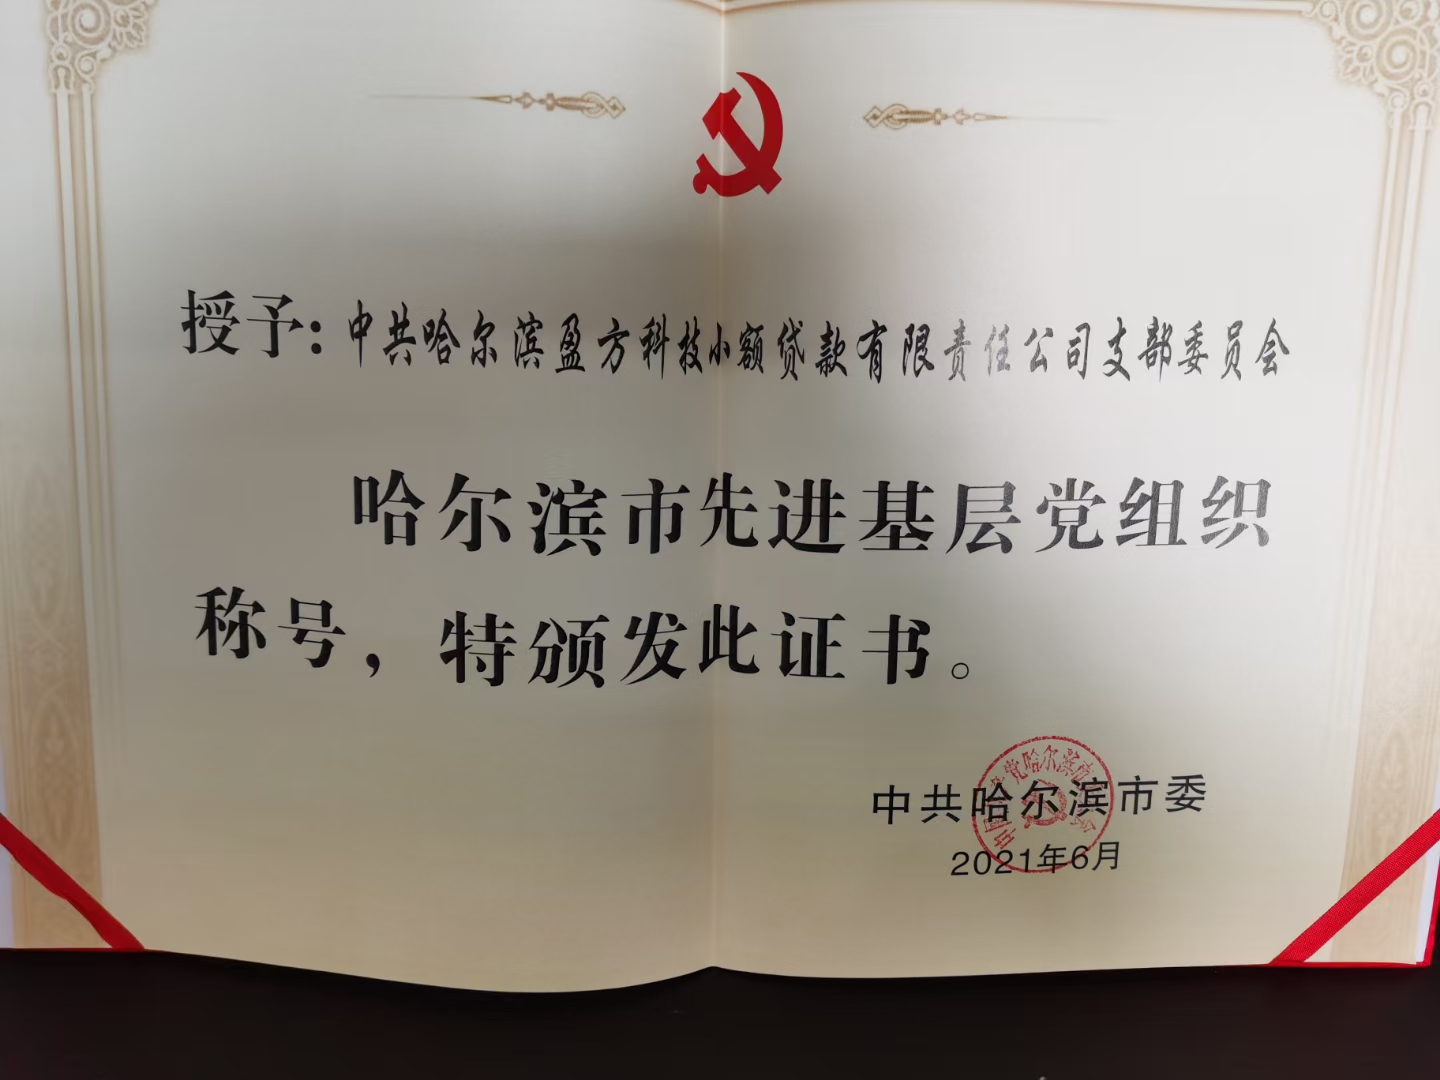 授予：中共哈尔滨盈方科技小额贷款有限责任公司支部委员会
哈尔滨市先进基层党组织
称号，特颁发此证书。
中共哈尔滨市委
2021年6月